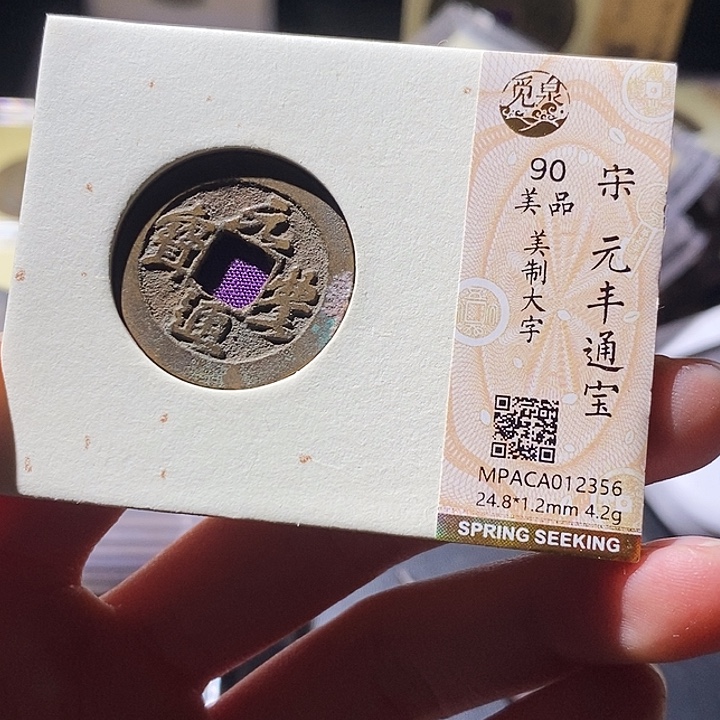 元豐通寶
觅泉
宋 元丰通宝
90
美品
美制大字
MPACA012356
24.8*1.2mm 4.2g
SPRING SEEKING